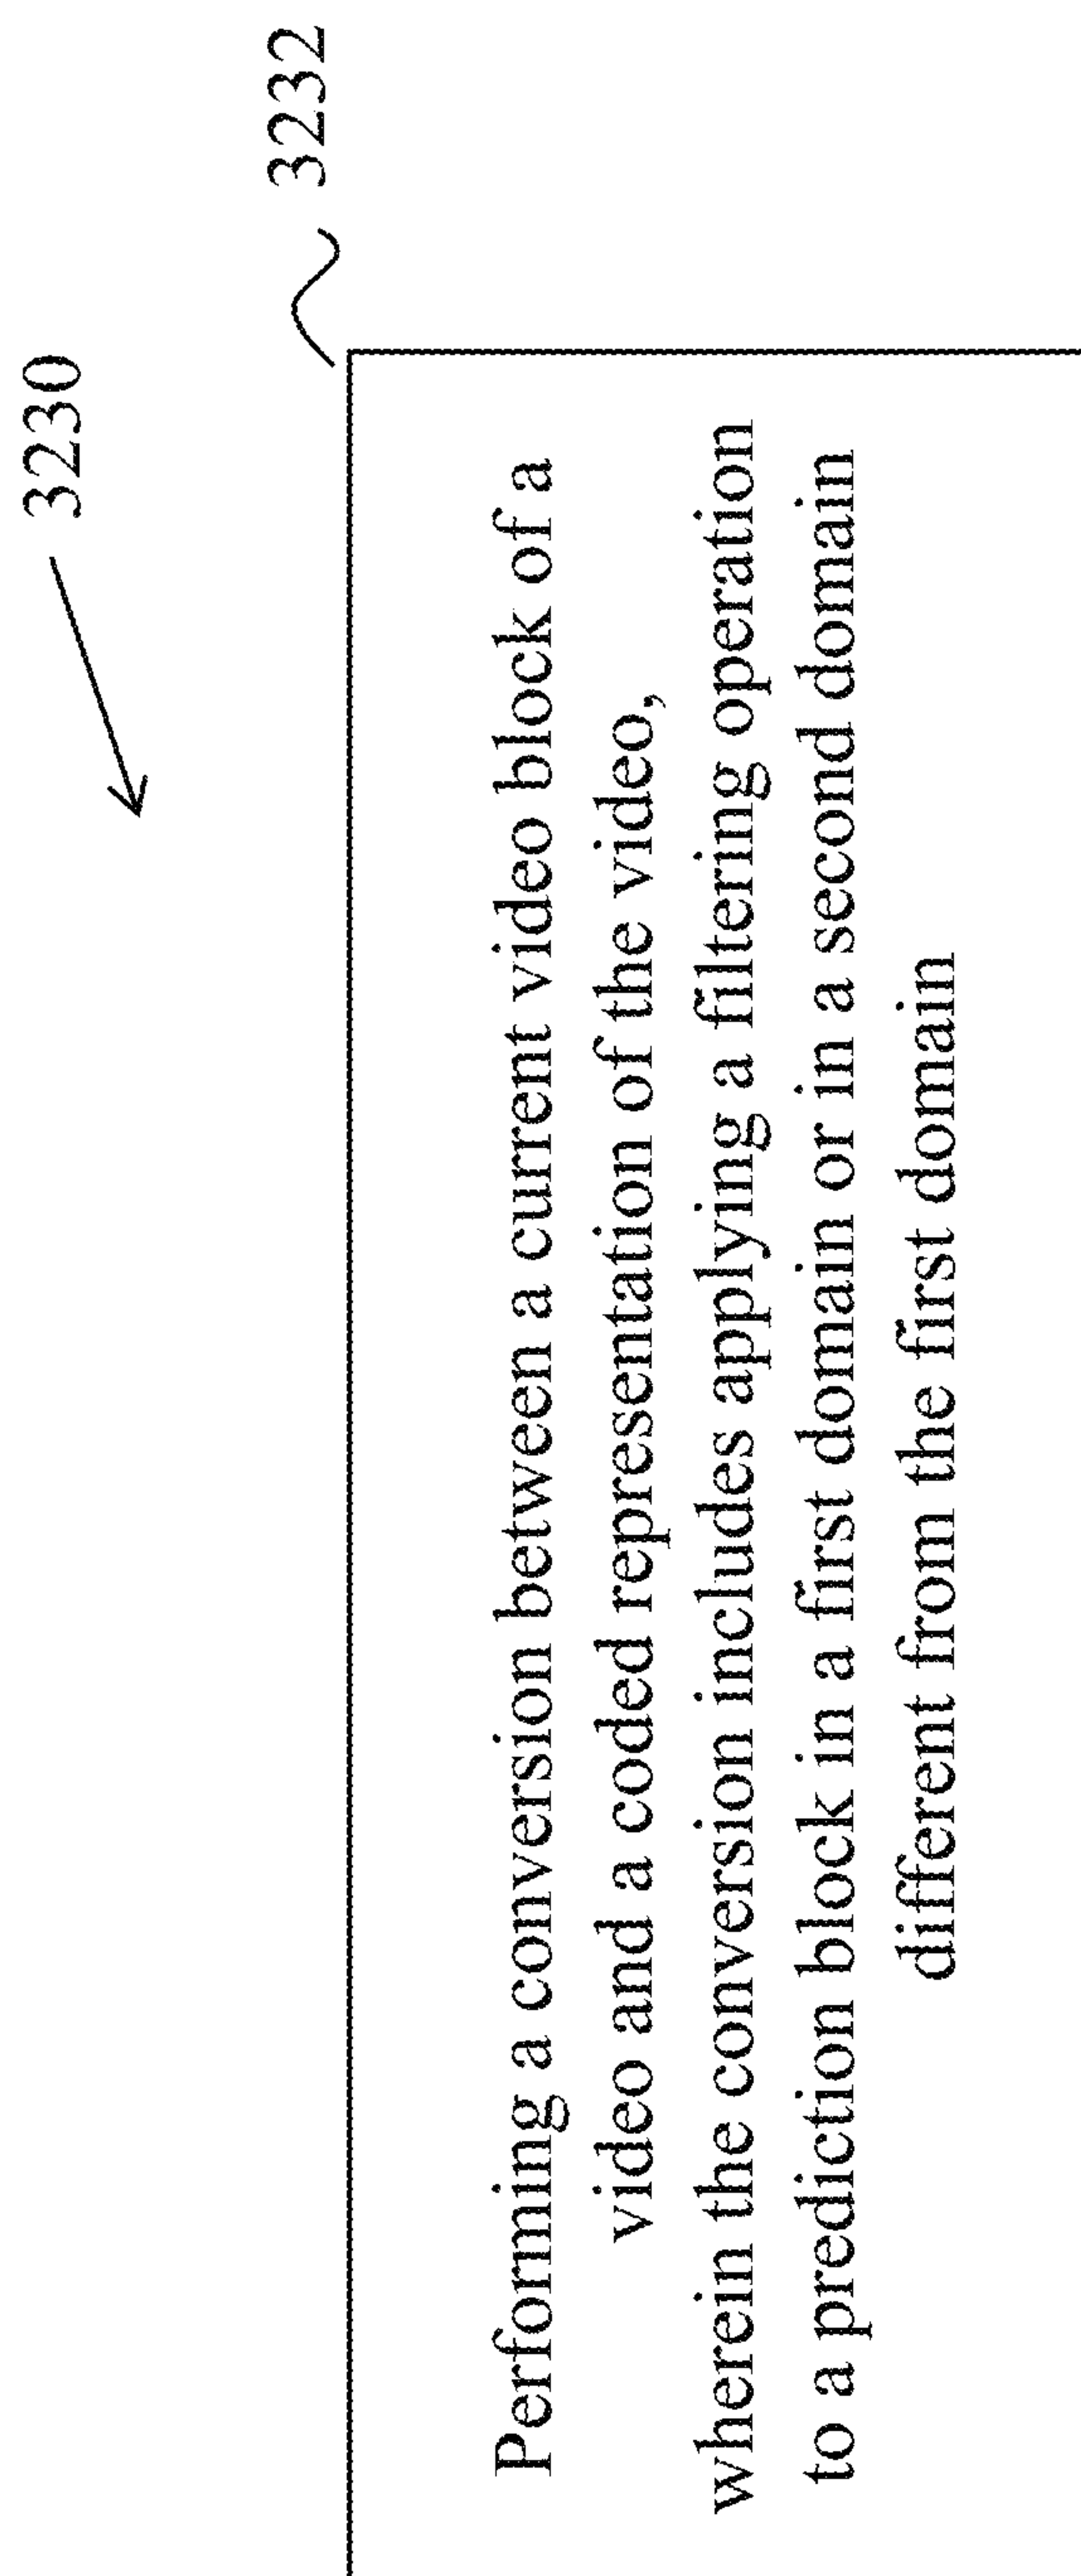 3230
3232
Performing a conversion between a current video block of a
video and a coded representation of the video,
wherein the conversion includes applying a filtering operation
to a prediction block in a first domain or in a second domain
different from the first domain